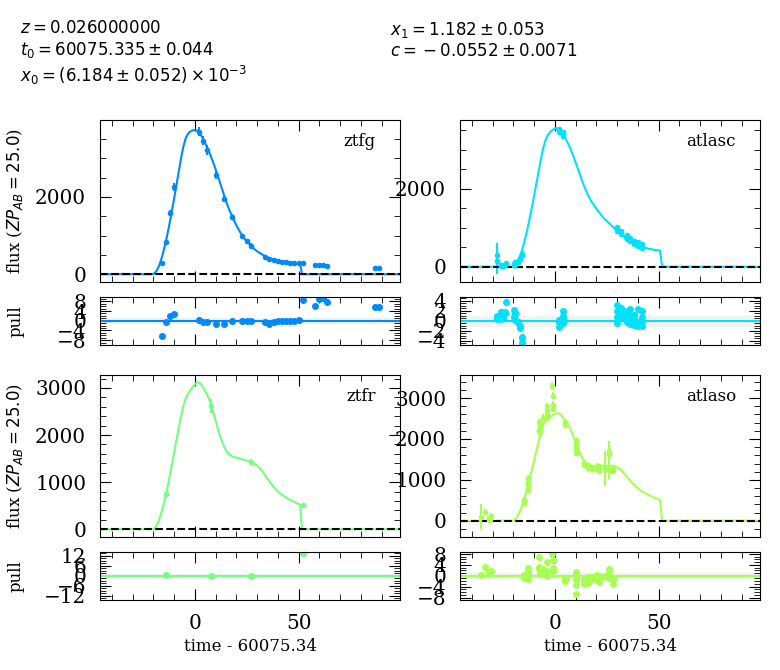 z = 0.026000000
t₀ = 60075.335 ± 0.044
x₀ = (6.184 ± 0.052) × 10⁻³
x₁ = 1.182 ± 0.053
c = −0.0552 ± 0.0071
flux (ZP_AB = 25.0)
2000
0
ztfg
2000
0
atlasc
pull
8
4
0
−4
−8
4
2
0
−2
−4
flux (ZP_AB = 25.0)
3000
2000
1000
0
ztfr
3000
2000
1000
0
atlaso
pull
12
6
0
−6
−12
8
4
0
−4
−8
0
50
time - 60075.34
0
50
time - 60075.34